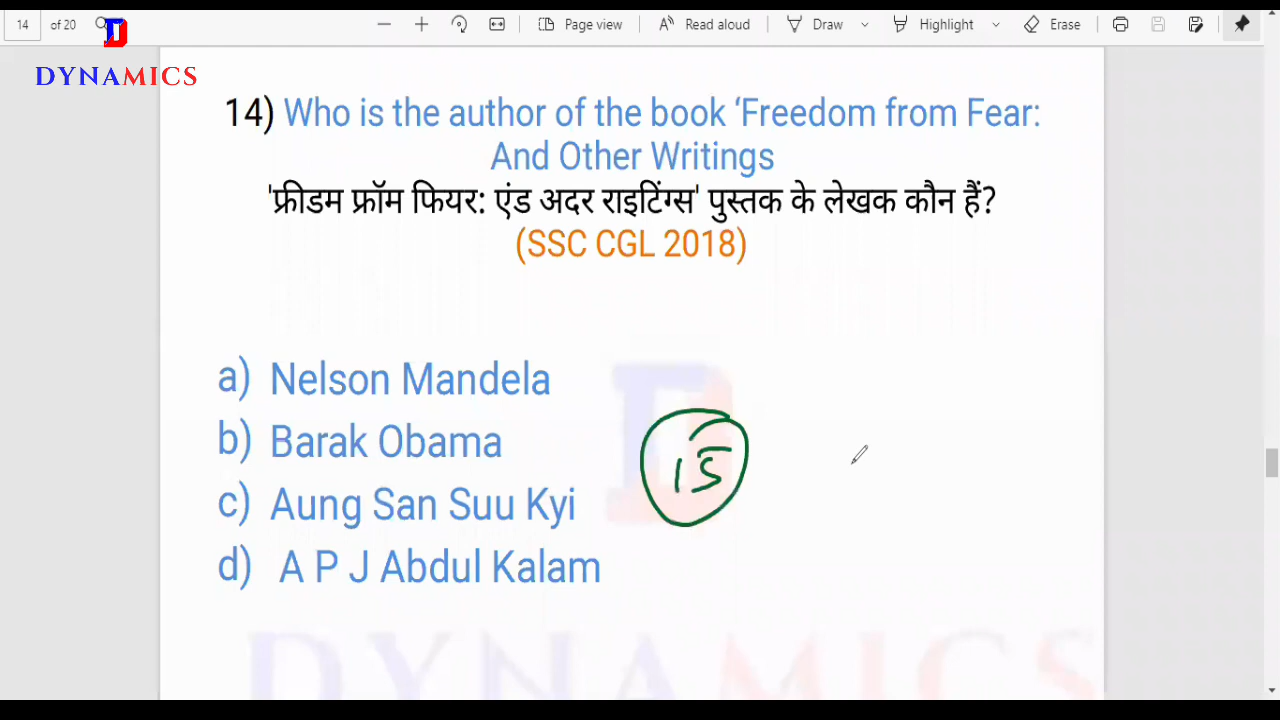 14 of 20 Page view Read aloud Draw Highlight Erase
DYNAMICS
14) Who is the author of the book ‘Freedom from Fear:
And Other Writings
'फ्रीडम फ्रॉम फियर: एंड अदर राइटिंग्स' पुस्तक के लेखक कौन हैं?
(SSC CGL 2018)
a) Nelson Mandela
b) Barak Obama
15
c) Aung San Suu Kyi
d) A P J Abdul Kalam
DYNAMICS